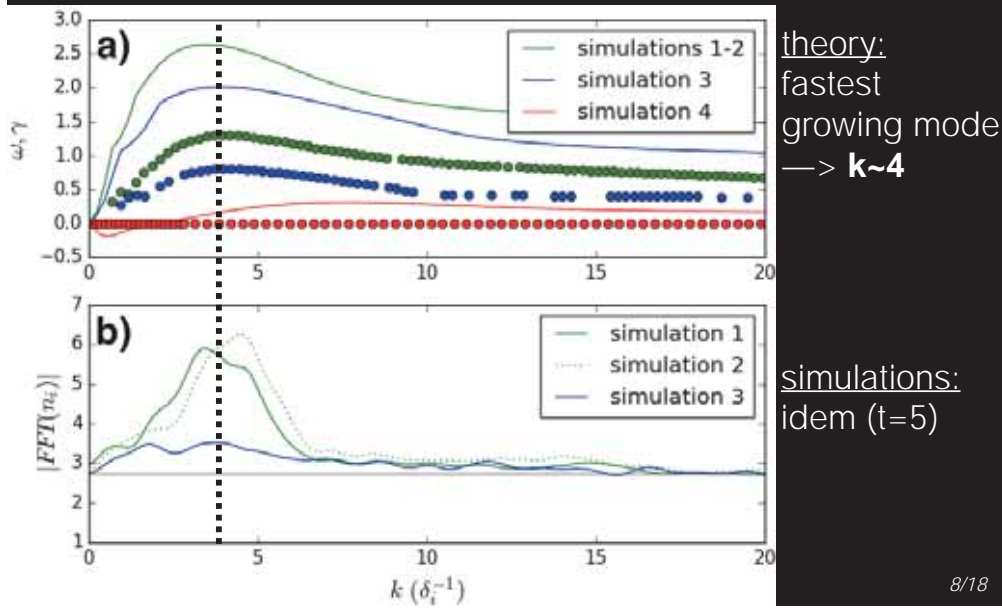 a)
3.0
2.5
2.0
1.5
1.0
0.5
0.0
−0.5
ω, γ
simulations 1-2
simulation 3
simulation 4
0 5 10 15 20
b)
7
6
5
4
3
2
1
|FFT(n_i)|
simulation 1
simulation 2
simulation 3
0 5 10 15 20
k (δ_i^{-1})
theory:
fastest
growing mode
—> k~4
simulations:
idem (t=5)
8/18